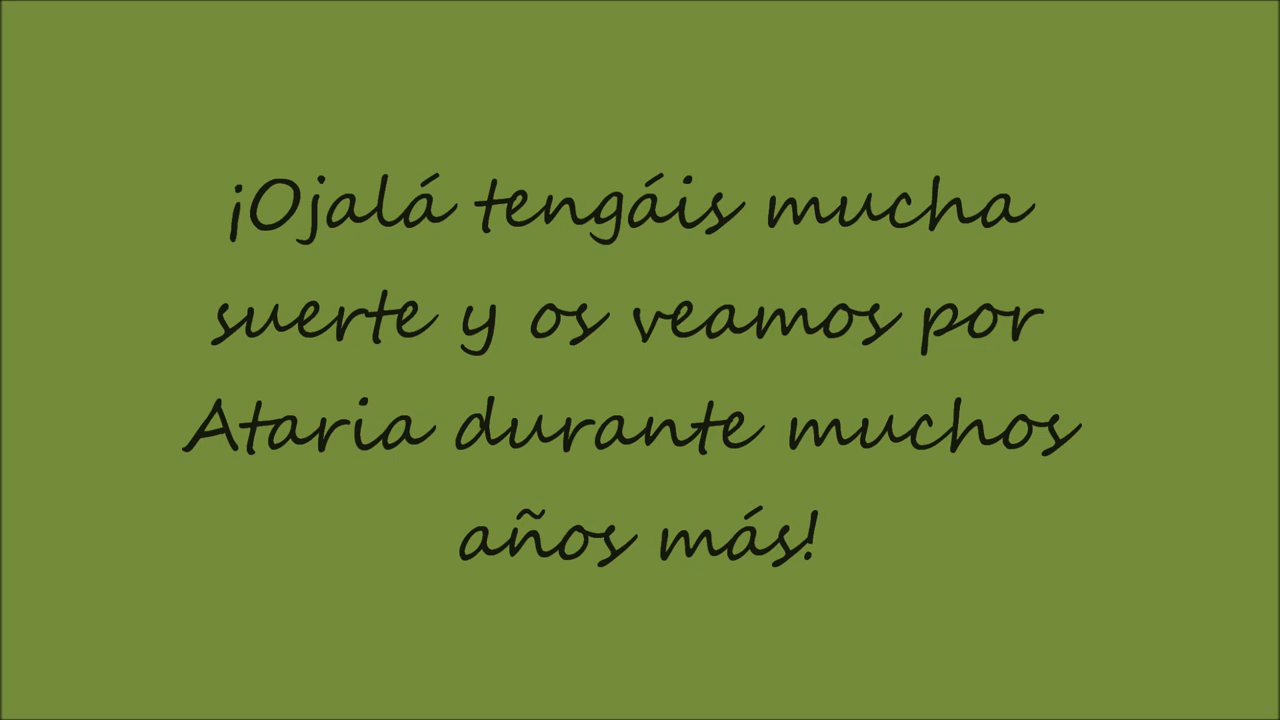 ¡Ojalá tengáis mucha
suerte y os veamos por
Ataria durante muchos
años más!